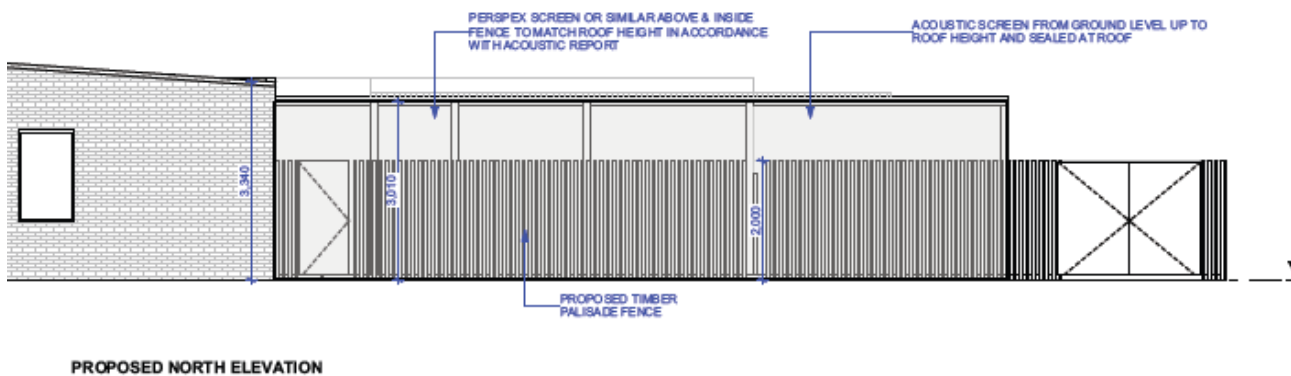 PERSPEX SCREEN OR SIMILAR ABOVE & INSIDE
FENCE TO MATCH ROOF HEIGHT IN ACCORDANCE
WITH ACOUSTIC REPORT
ACOUSTIC SCREEN FROM GROUND LEVEL UP TO
ROOF HEIGHT AND SEALED AT ROOF
3,340
3,010
2,000
PROPOSED TIMBER
PALISADE FENCE
PROPOSED NORTH ELEVATION